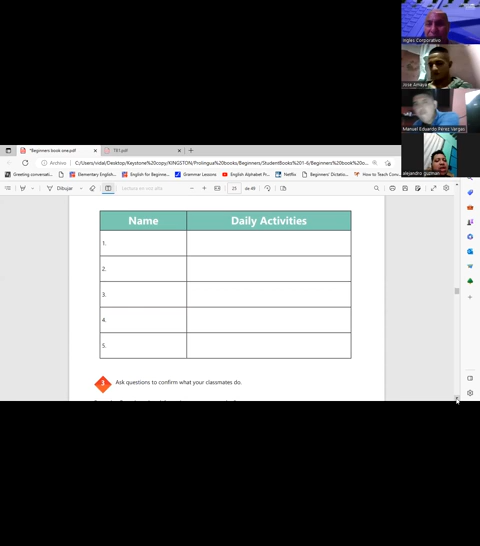 Ingles Corporativo
Jose Amaya
Manuel Eduardo Pérez Vargas
alejandro guzman
*Beginners book one.pdf
TB1.pdf
Archivo
C:/Users/vidal/Desktop/Keystone%20copy/KINGSTON/Prolingua%20books/Beginners/StudentBooks%201-6/Beginners%20book%20o...
Greeting conversati...
Elementary English...
English for Beginne...
Grammar Lessons
English Alphabet Pr...
Netflix
Beginners' Dictatio...
How to Teach Com...
Dibujar
Lectura en voz alta
25
de 49
Name
Daily Activities
1.
2.
3.
4.
5.
3
Ask questions to confirm what your classmates do.